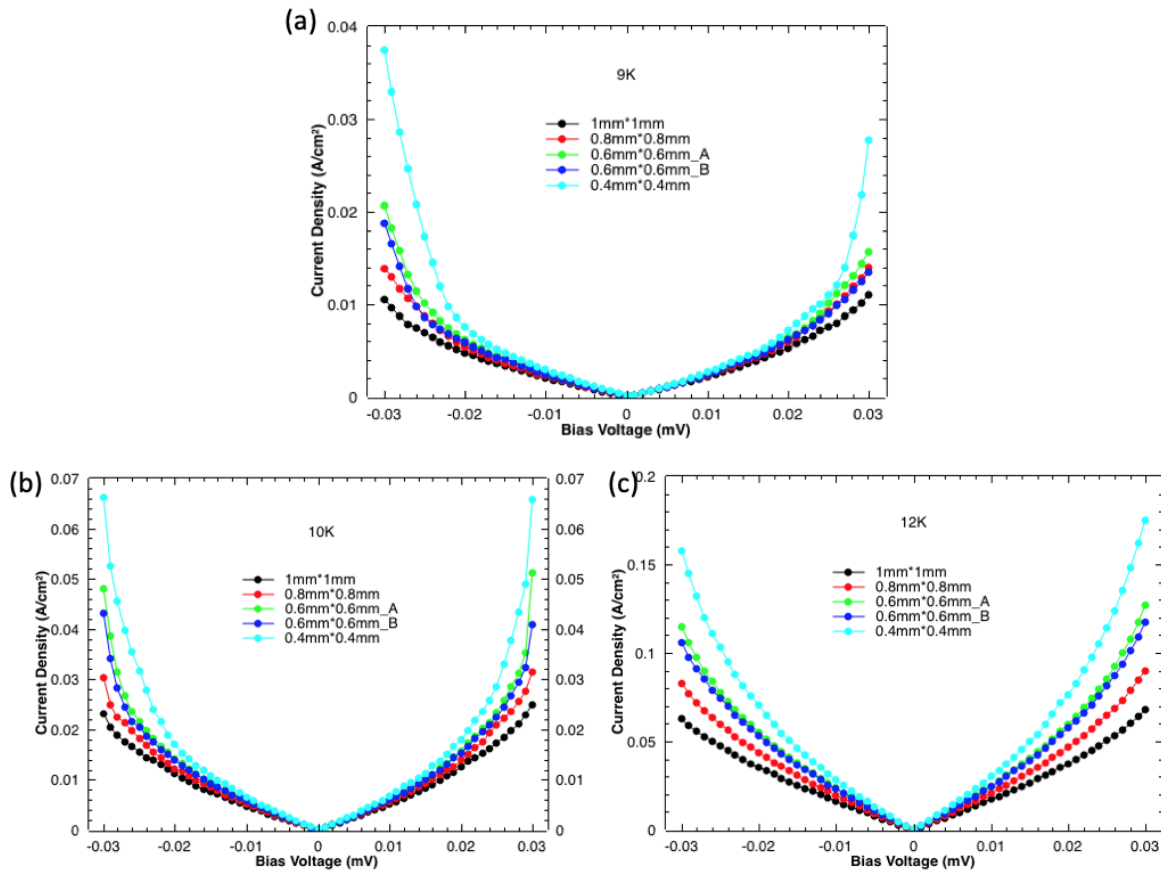 (a)
0.04
0.03
0.02
0.01
0
Current Density (A/cm²)
9K
1mm*1mm
0.8mm*0.8mm
0.6mm*0.6mm_A
0.6mm*0.6mm_B
0.4mm*0.4mm
-0.03 -0.02 -0.01 0 0.01 0.02 0.03
Bias Voltage (mV)
(b)
0.07
0.06
0.05
0.04
0.03
0.02
0.01
0
Current Density (A/cm²)
10K
1mm*1mm
0.8mm*0.8mm
0.6mm*0.6mm_A
0.6mm*0.6mm_B
0.4mm*0.4mm
0.07
0.06
0.05
0.04
0.03
0.02
0.01
0
-0.03 -0.02 -0.01 0 0.01 0.02 0.03
Bias Voltage (mV)
(c)
0.2
0.15
0.1
0.05
0
Current Density (A/cm²)
12K
1mm*1mm
0.8mm*0.8mm
0.6mm*0.6mm_A
0.6mm*0.6mm_B
0.4mm*0.4mm
-0.03 -0.02 -0.01 0 0.01 0.02 0.03
Bias Voltage (mV)